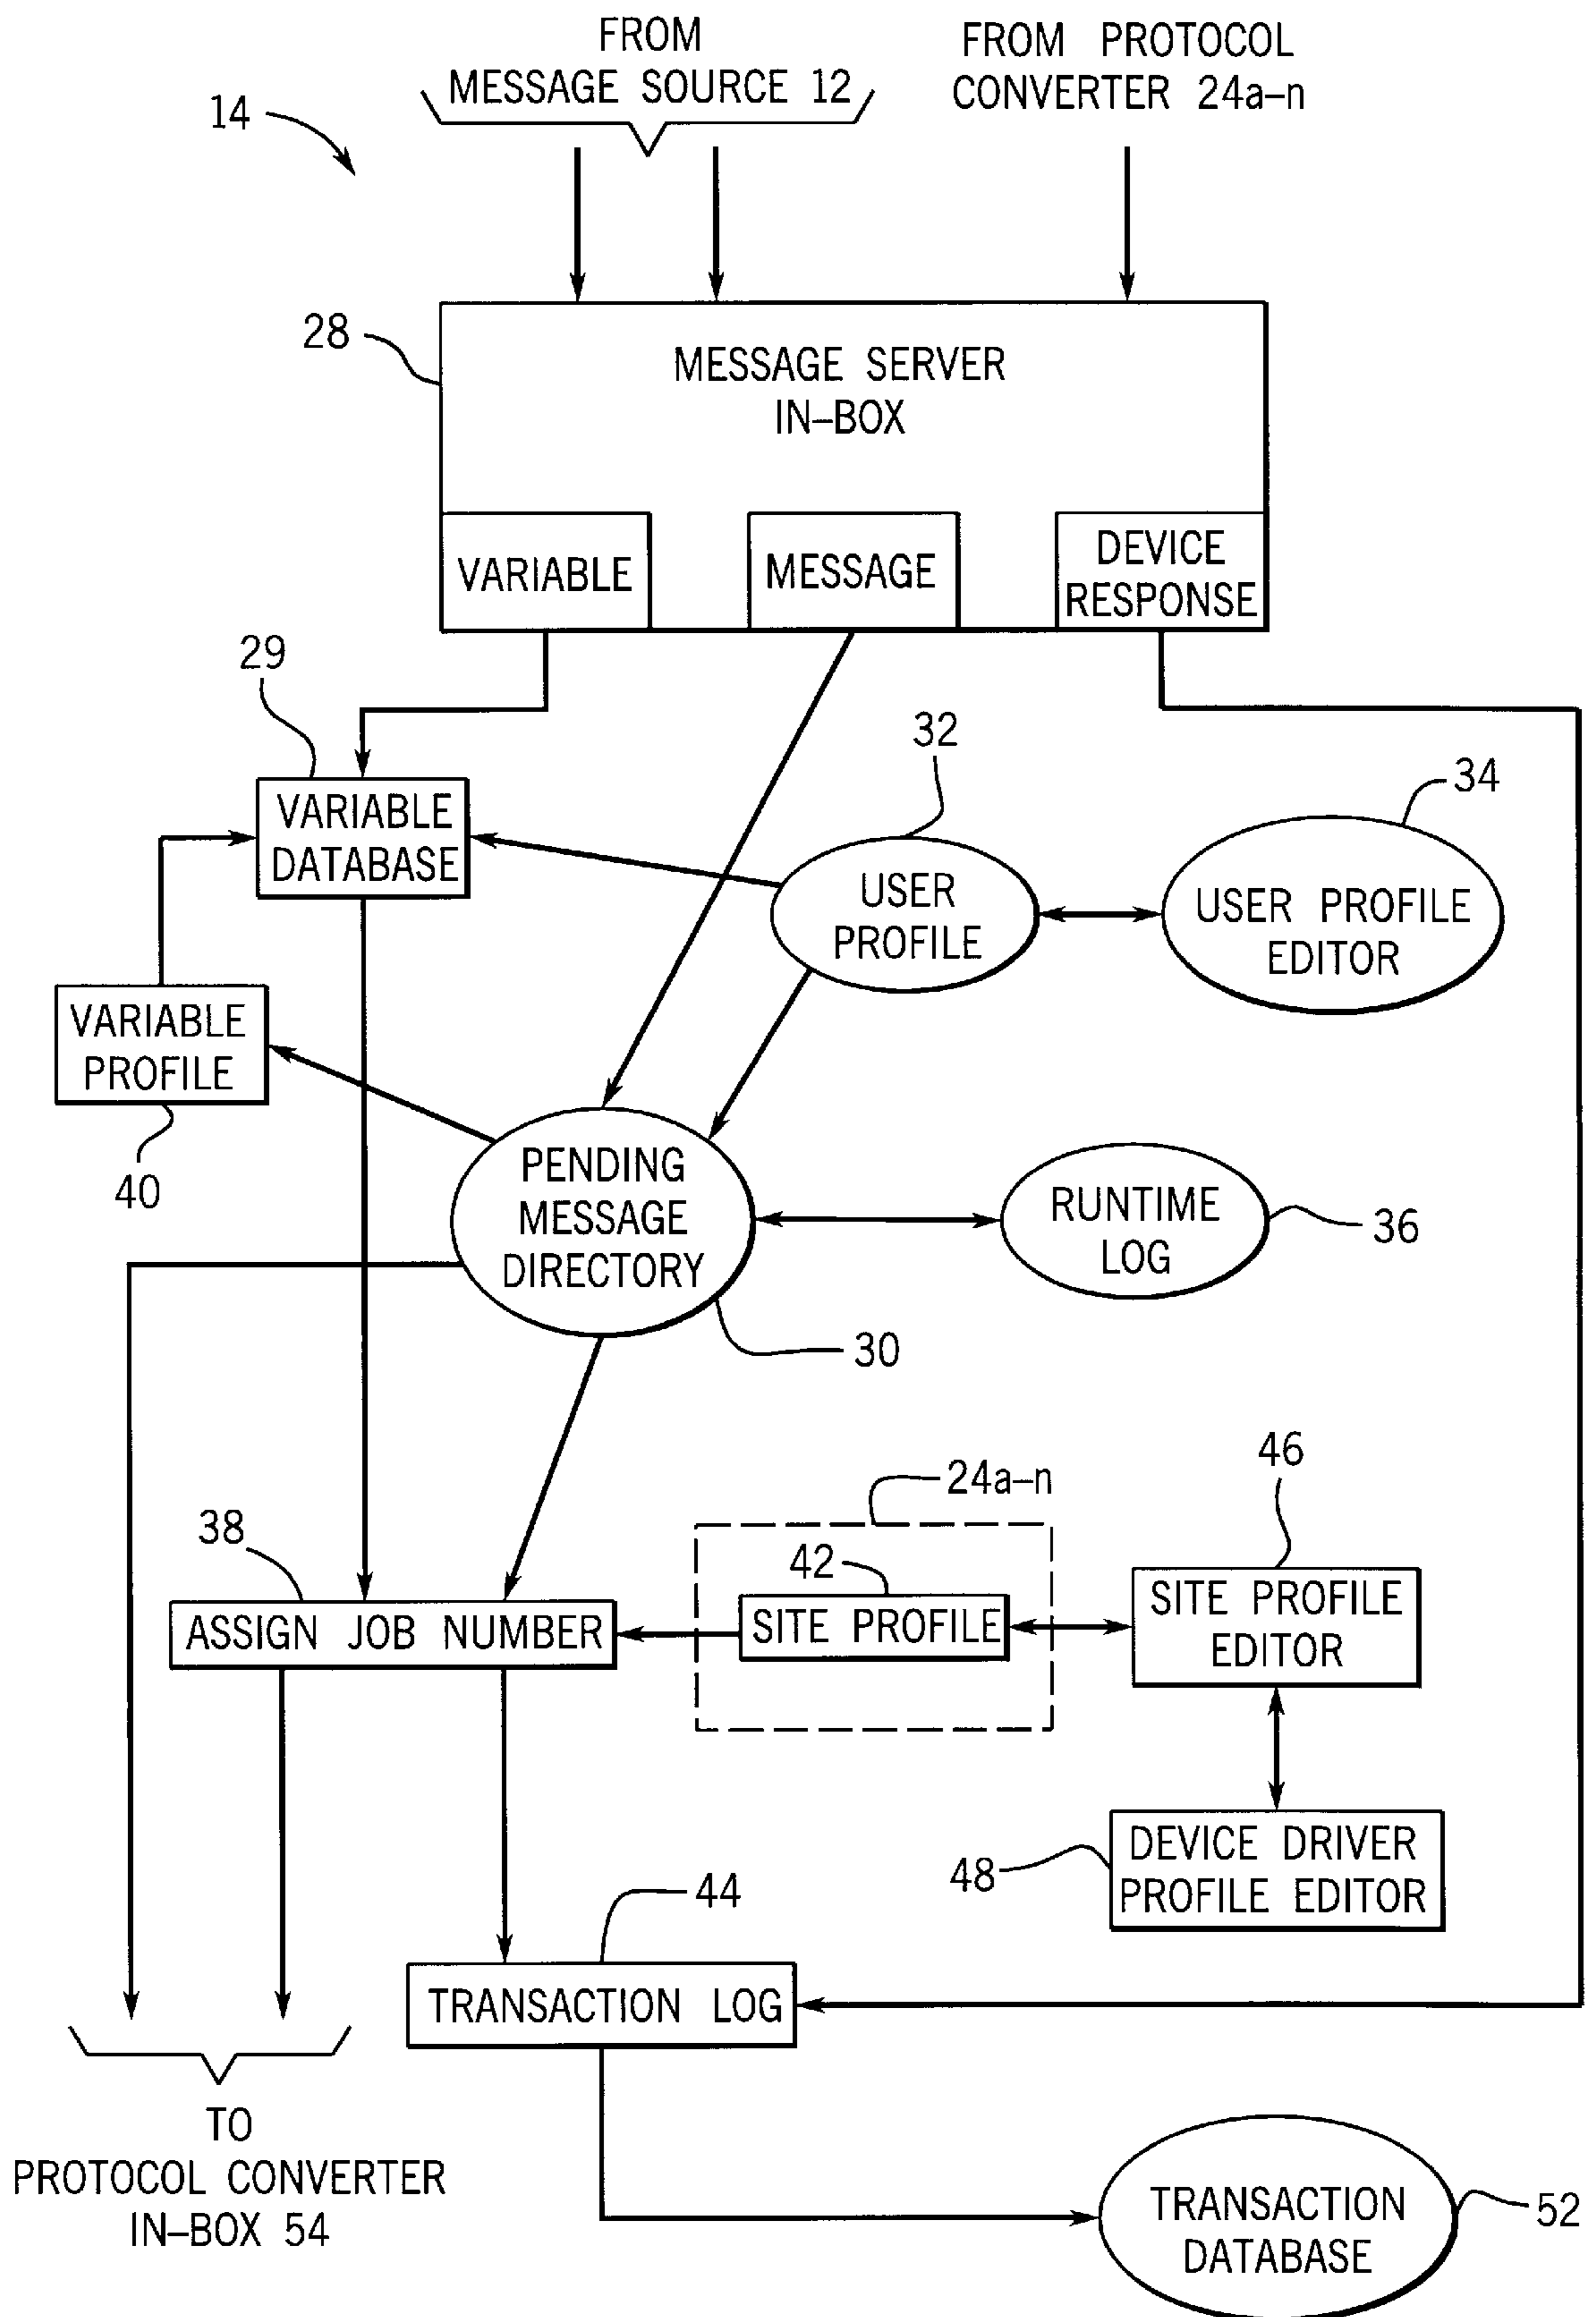 FROM
MESSAGE SOURCE 12
FROM PROTOCOL
CONVERTER 24a–n
14
28
MESSAGE SERVER
IN–BOX
VARIABLE
MESSAGE
DEVICE
RESPONSE
29
32
34
VARIABLE
DATABASE
USER
PROFILE
USER PROFILE
EDITOR
VARIABLE
PROFILE
40
PENDING
MESSAGE
DIRECTORY
RUNTIME
LOG
36
30
24a–n
46
38
42
ASSIGN JOB NUMBER
SITE PROFILE
SITE PROFILE
EDITOR
48
DEVICE DRIVER
PROFILE EDITOR
44
TRANSACTION LOG
TO
PROTOCOL CONVERTER
IN–BOX 54
TRANSACTION
DATABASE
52